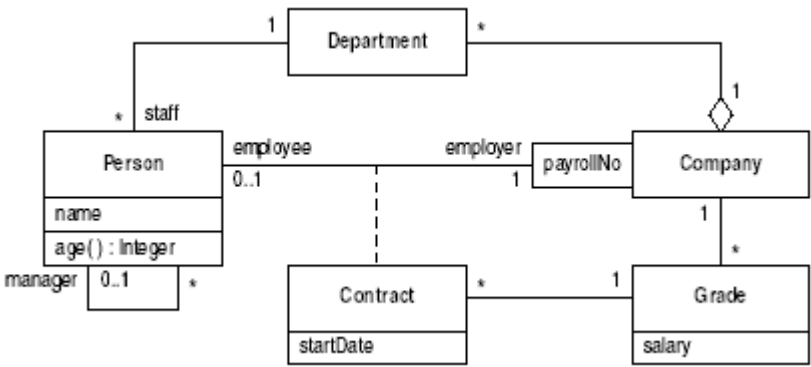 1
Department
*
1
*
staff
Person
employee
employer
payrollNo
Company
0..1
1
name
1
age() : Integer
*
manager
0..1
*
Contract
*
1
Grade
startDate
salary